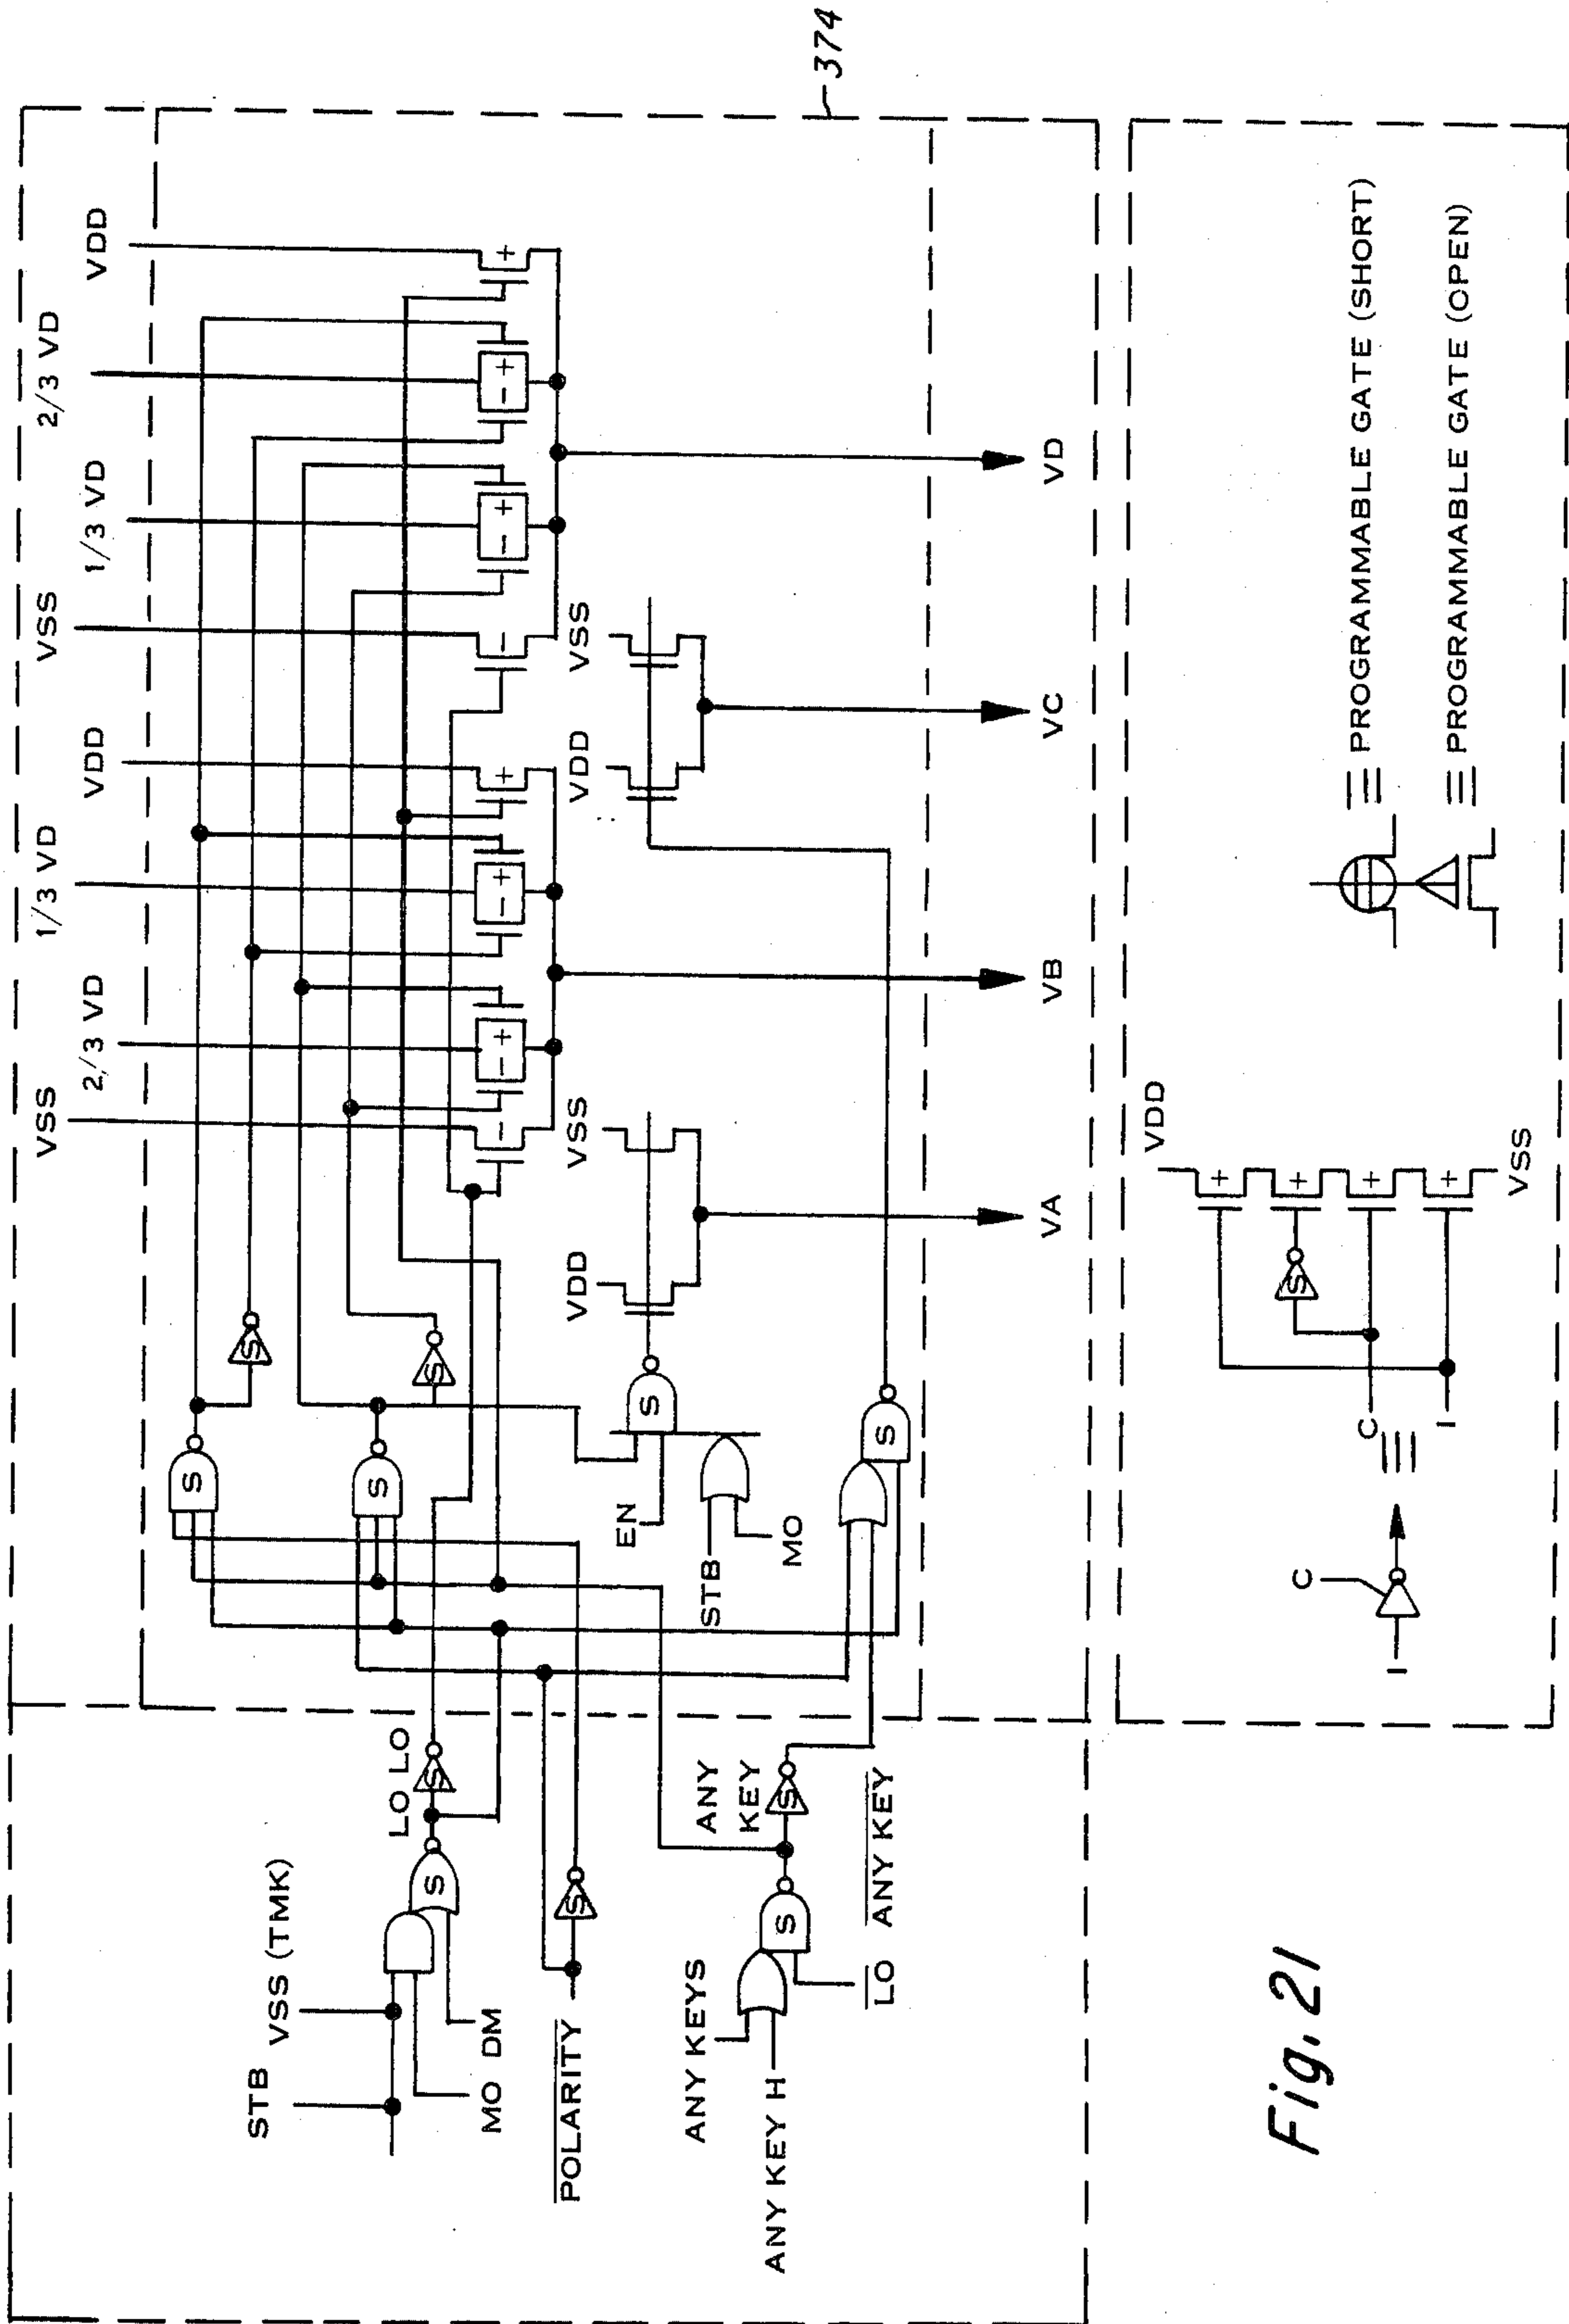 VSS
2/3 VD
1/3 VD
VDD
VSS
1/3 VD
2/3 VD
VDD
374
STB
VSS (TMK)
LO LO
S
S
S
S
S
S
MO DM
POLARITY
S
EN
STB
MO
S
VDD
VSS
VDD
VSS
ANY KEYS
ANY KEY H
S
LO
ANY KEY
S
ANY KEY
S
- + - + - + - + - +
- +
VA
VB
VC
VD
Fig. 21
I
C
C
I
S
VDD
+
+
+
+
VSS
PROGRAMMABLE GATE (SHORT)
PROGRAMMABLE GATE (OPEN)